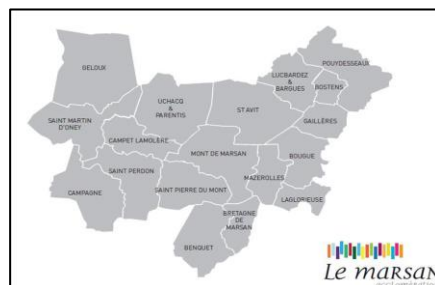 POUYDESSEAUX
GELOUX
LUCBARDEZ
&
BARGUES
UCHACQ
&
PARENTIS
BOSTENS
ST AVIT
SAINT MARTIN
D'ONEY
GAILLÈRES
CAMPET LAMOLÈRE
MONT DE MARSAN
BOUGUE
SAINT PERDON
MAZEROLLES
CAMPAGNE
SAINT PIERRE DU MONT
LAGLORIEUSE
BRETAGNE
DE
MARSAN
BENQUET
Le marsan
agglomération